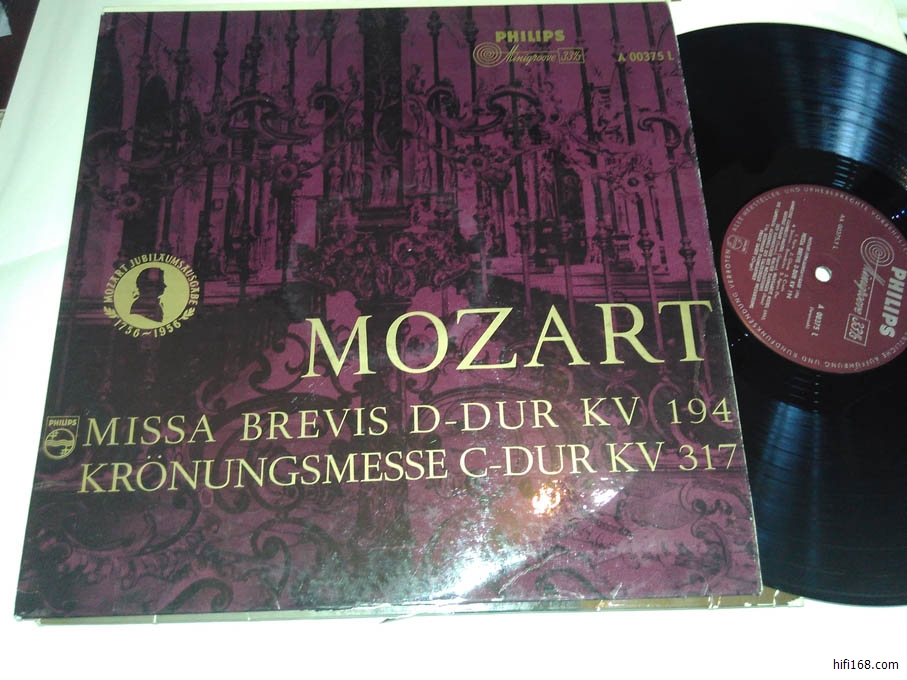 PHILIPS
Minigroove 33⅓
A 00375 L
MOZART JUBILÄUMSAUSGABE
1756~1956
MOZART
PHILIPS
MISSA BREVIS D-DUR KV 194
KRÖNUNGSMESSE C-DUR KV 317
PHILIPS
Minigroove 33⅓
A 00375 L
hifi168.com